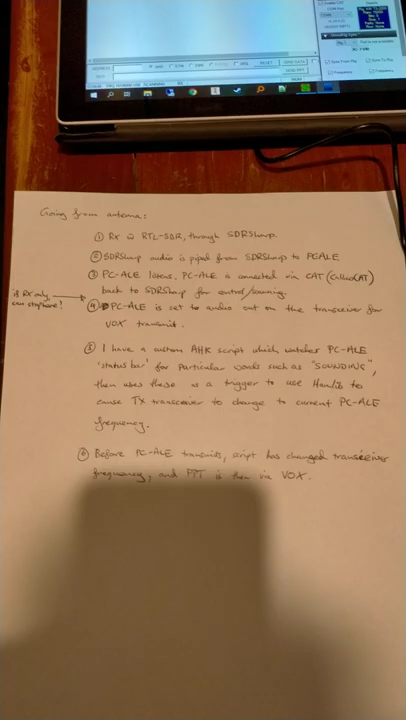 RESET
Going from antenna:
① RX is RTL-SDR, through SDRSharp.
② SDRSharp audio is piped from SDRSharp to PCALE
③ PC-ALE listens. PC-ALE is connected via CAT (CalicoCAT)
back to SDRSharp for control/scanning.
if RX only,
can stop here!
④ PC-ALE is set to audio out on the transceiver for
VOX transmit.
⑤ I have a custom AHK script which watches PC-ALE
'status bar' for particular words such as "SOUNDING",
then uses these as a trigger to use Hamlib to
cause TX transceiver to change to current PC-ALE
frequency.
⑥ Before PC-ALE transmits, script has changed transceiver
frequency, and PTT is then via VOX.